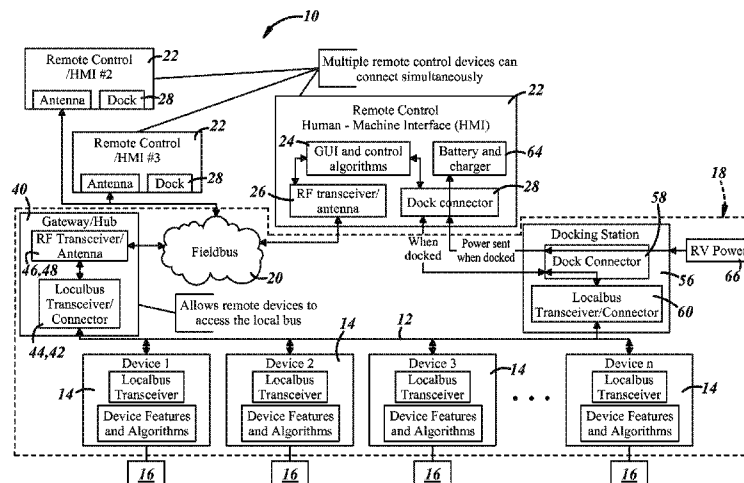 10
22
Remote Control
/HMI #2
Antenna
Dock
28
Multiple remote control devices can
connect simultaneously
22
Remote Control
/HMI #3
Antenna
Dock
28
22
Remote Control
Human - Machine Interface (HMI)
24
GUI and control
algorithms
Battery and
charger
64
26
RF transceiver/
antenna
Dock connector
28
40
Gateway/Hub
RF Transceiver/
Antenna
46,48
Localbus
Transceiver/
Connector
44,42
Fieldbus
20
Allows remote devices to
access the local bus
When
docked
Power sent
when docked
58
18
Docking Station
Dock Connector
56
Localbus
Transceiver/Connector
60
RV Power
66
12
Device 1
Localbus
Transceiver
Device Features
and Algorithms
14
Device 2
Localbus
Transceiver
Device Features
and Algorithms
14
Device 3
Localbus
Transceiver
Device Features
and Algorithms
14
• • •
Device n
Localbus
Transceiver
Device Features
and Algorithms
14
16
16
16
16